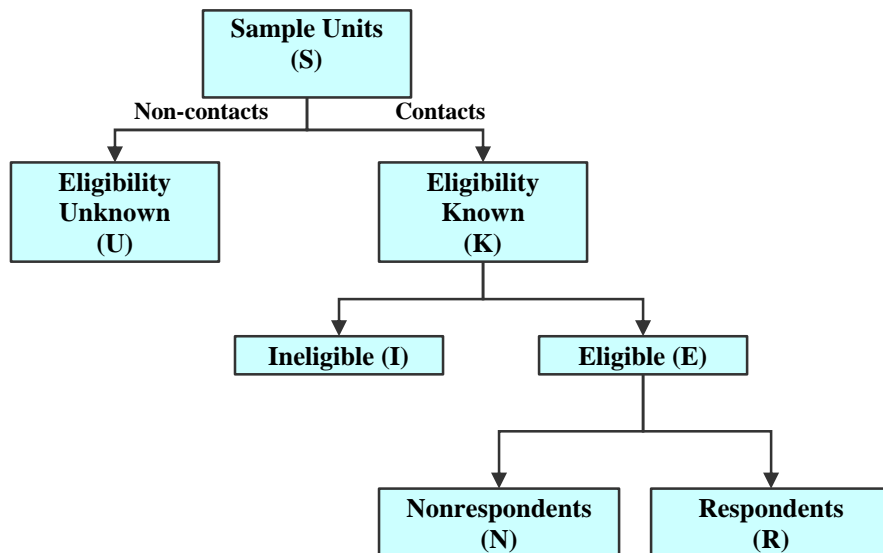 Sample Units
(S)
Non-contacts
Contacts
Eligibility
Unknown
(U)
Eligibility
Known
(K)
Ineligible (I)
Eligible (E)
Nonrespondents
(N)
Respondents
(R)